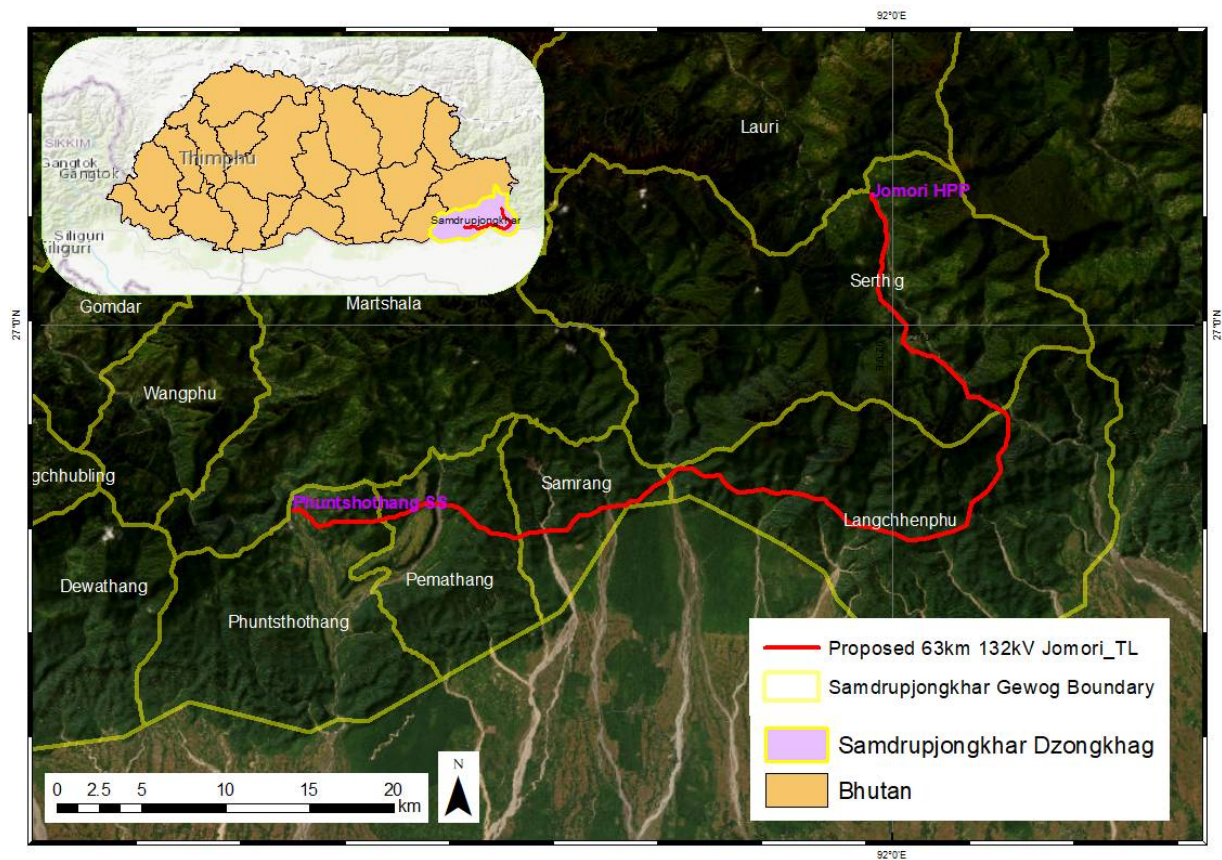 92°0'E
SIKKIM
Gangtok
Gangtok
Thimphu
Siliguri
Siliguri
Samdrupjongkhar
Lauri
Jomori HPP
Serthig
27°0'N
27°0'N
Gomdar
Martshala
Wangphu
gchhubling
Phuntshothang SS
Samrang
Langchhenphu
Dewathang
Pemathang
Phuntsthothang
Proposed 63km 132kV Jomori_TL
Samdrupjongkhar Gewog Boundary
Samdrupjongkhar Dzongkhag
Bhutan
0 2.5 5 10 15 20
km
N
92°0'E